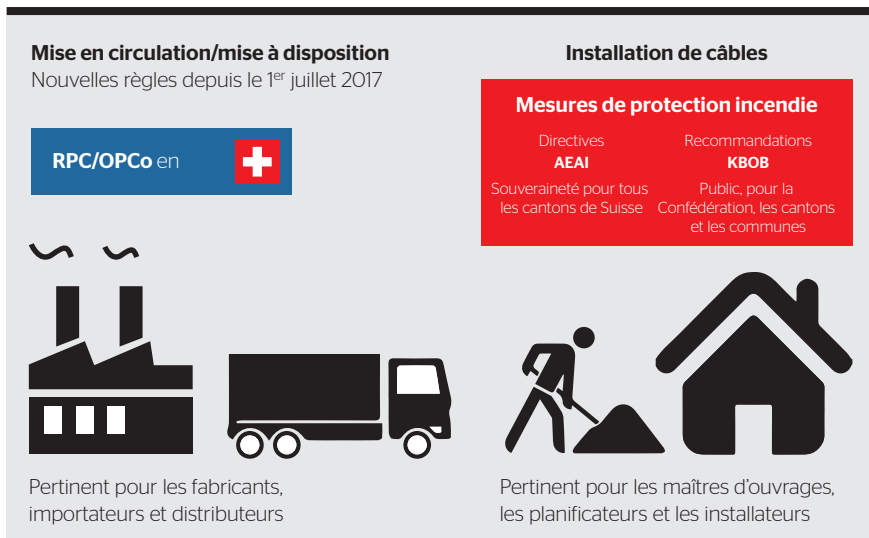 Mise en circulation/mise à disposition
Nouvelles règles depuis le 1er juillet 2017
RPC/OPCo en
Pertinent pour les fabricants,
importateurs et distributeurs
Installation de câbles
Mesures de protection incendie
Directives
AEAI
Souveraineté pour tous
les cantons de Suisse
Recommandations
KBOB
Public, pour la
Confédération, les cantons
et les communes
Pertinent pour les maîtres d'ouvrages,
les planificateurs et les installateurs